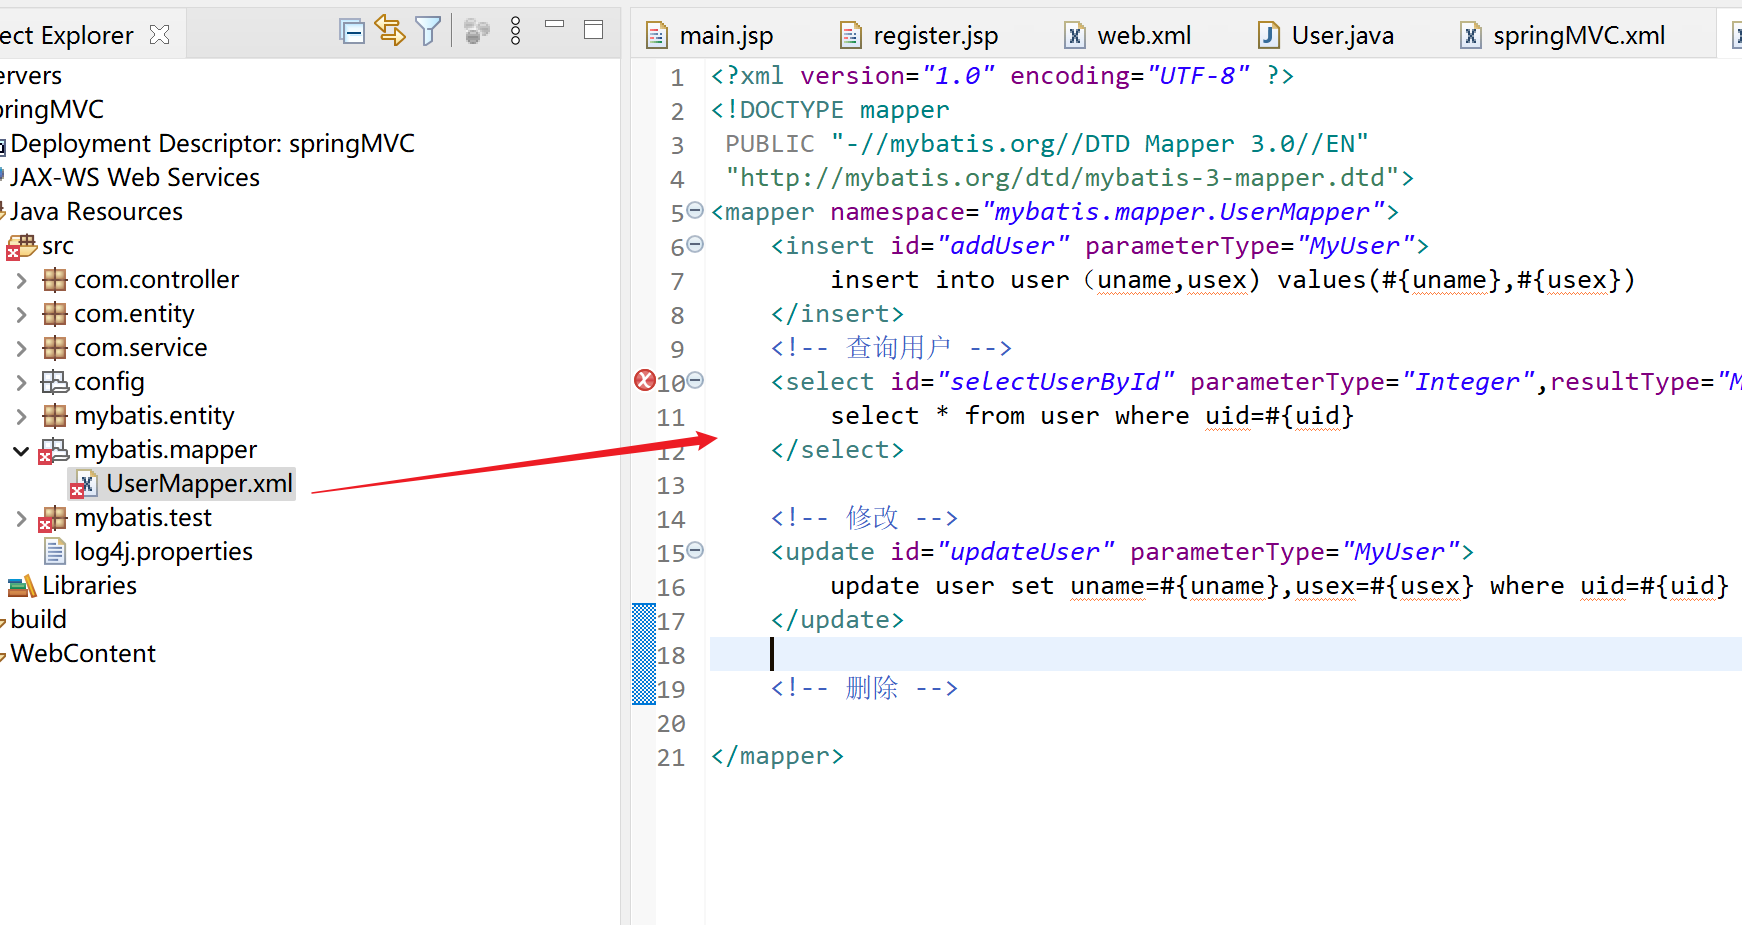 ect Explorer
ervers
pringMVC
Deployment Descriptor: springMVC
JAX-WS Web Services
Java Resources
src
com.controller
com.entity
com.service
config
mybatis.entity
mybatis.mapper
UserMapper.xml
mybatis.test
log4j.properties
Libraries
build
WebContent
main.jsp register.jsp web.xml User.java springMVC.xml
1 <?xml version="1.0" encoding="UTF-8" ?>
2 <!DOCTYPE mapper
3 PUBLIC "-//mybatis.org//DTD Mapper 3.0//EN"
4 "http://mybatis.org/dtd/mybatis-3-mapper.dtd">
5 <mapper namespace="mybatis.mapper.UserMapper">
6 <insert id="addUser" parameterType="MyUser">
7 insert into user（uname,usex) values(#{uname},#{usex})
8 </insert>
9 <!-- 查询用户 -->
10 <select id="selectUserById" parameterType="Integer",resultType="M
11 select * from user where uid=#{uid}
12 </select>
13
14 <!-- 修改 -->
15 <update id="updateUser" parameterType="MyUser">
16 update user set uname=#{uname},usex=#{usex} where uid=#{uid}
17 </update>
18
19 <!-- 删除 -->
20
21 </mapper>